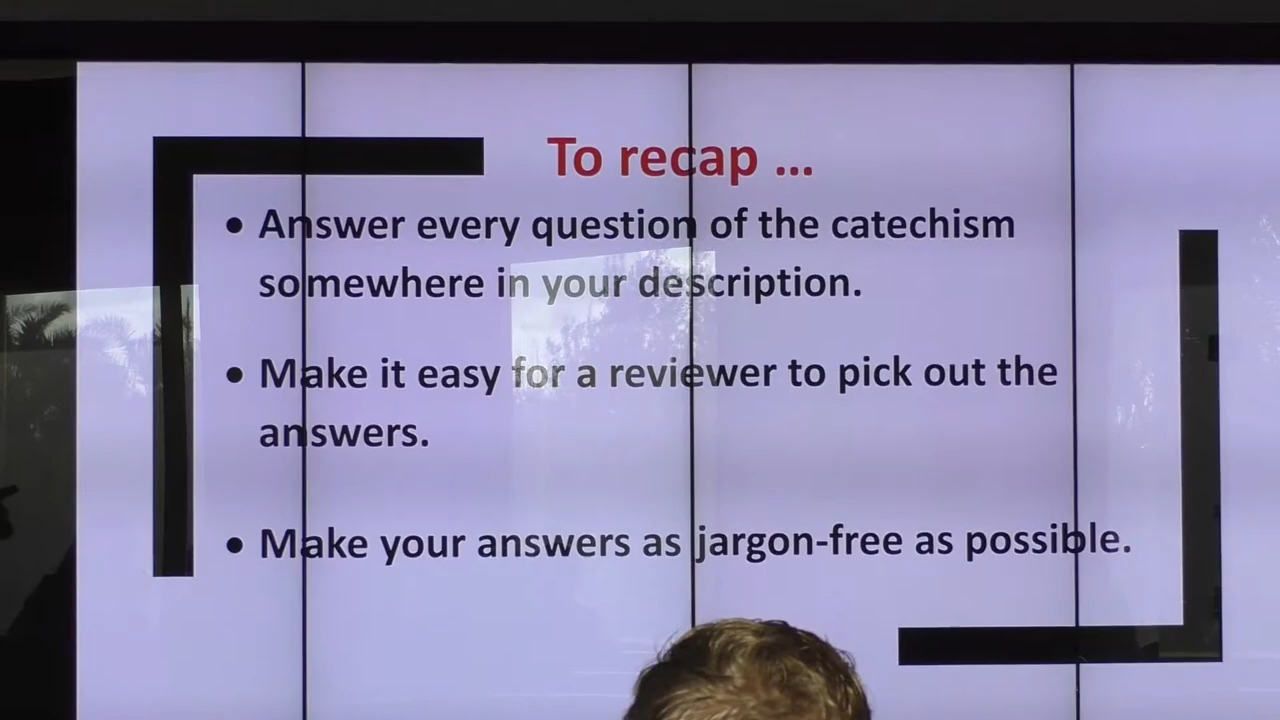 To recap ...
• Answer every question of the catechism
somewhere in your description.
• Make it easy for a reviewer to pick out the
answers.
• Make your answers as jargon-free as possible.